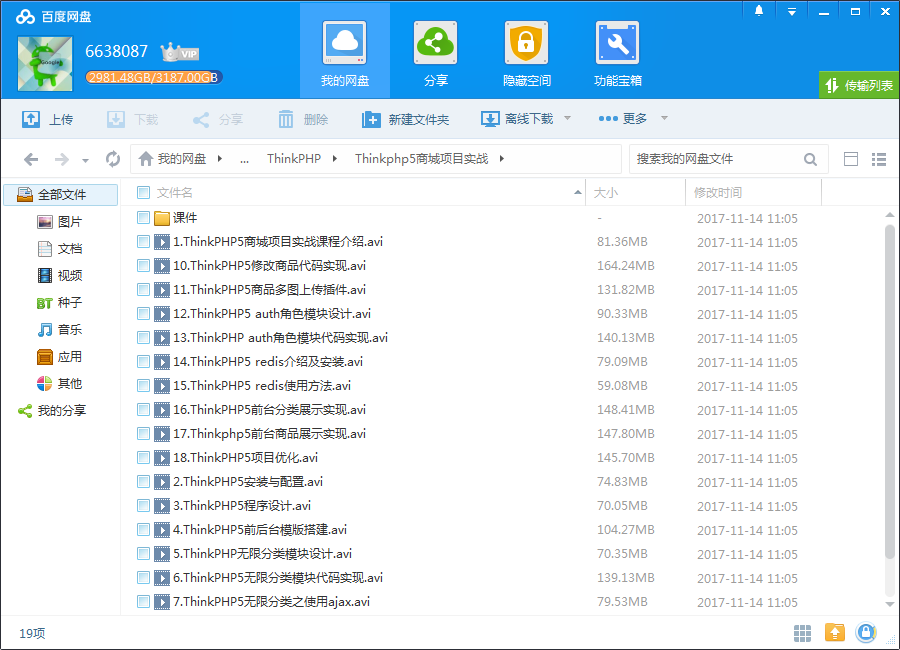 百度网盘
6638087 VIP
2981.48GB/3187.00GB
我的网盘 分享 隐藏空间 功能宝箱
传输列表
上传 下载 分享 删除 新建文件夹 离线下载 更多
我的网盘 ... ThinkPHP Thinkphp5商城项目实战 搜索我的网盘文件
全部文件
图片
文档
视频
BT 种子
音乐
应用
其他
我的分享
文件名 大小 修改时间
课件 - 2017-11-14 11:05
1.ThinkPHP5商城项目实战课程介绍.avi 81.36MB 2017-11-14 11:05
10.ThinkPHP5修改商品代码实现.avi 164.24MB 2017-11-14 11:05
11.ThinkPHP5商品多图上传插件.avi 131.82MB 2017-11-14 11:05
12.ThinkPHP5 auth角色模块设计.avi 90.33MB 2017-11-14 11:05
13.ThinkPHP auth角色模块代码实现.avi 140.13MB 2017-11-14 11:05
14.ThinkPHP5 redis介绍及安装.avi 79.09MB 2017-11-14 11:05
15.ThinkPHP5 redis使用方法.avi 59.08MB 2017-11-14 11:05
16.ThinkPHP5前台分类展示实现.avi 148.41MB 2017-11-14 11:05
17.Thinkphp5前台商品展示实现.avi 147.80MB 2017-11-14 11:05
18.ThinkPHP5项目优化.avi 145.70MB 2017-11-14 11:05
2.ThinkPHP5安装与配置.avi 74.83MB 2017-11-14 11:05
3.ThinkPHP5程序设计.avi 70.05MB 2017-11-14 11:05
4.ThinkPHP5前后台模版搭建.avi 104.27MB 2017-11-14 11:05
5.ThinkPHP无限分类模块设计.avi 70.35MB 2017-11-14 11:05
6.ThinkPHP5无限分类模块代码实现.avi 139.13MB 2017-11-14 11:05
7.ThinkPHP5无限分类之使用ajax.avi 79.53MB 2017-11-14 11:05
19项